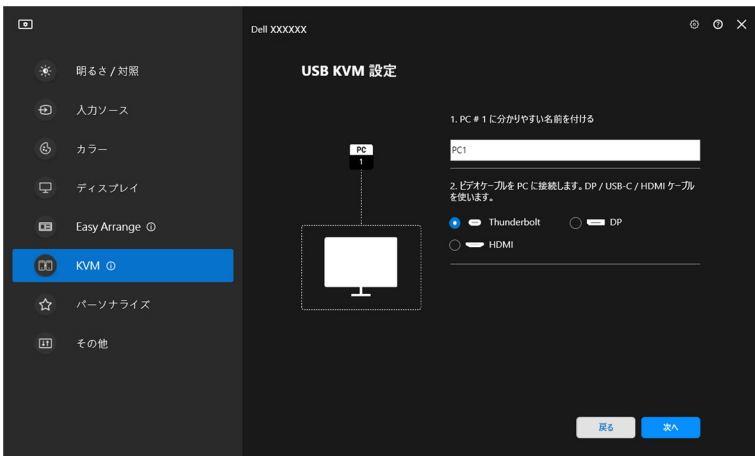 Dell XXXXXX
明るさ / 対照
入力ソース
カラー
ディスプレイ
Easy Arrange
KVM
パーソナライズ
その他
USB KVM 設定
PC
1
1. PC # 1 に分かりやすい名前を付ける
PC1
2. ビデオケーブルを PC に接続します。DP / USB-C / HDMI ケーブル
を使います。
Thunderbolt
DP
HDMI
戻る
次へ